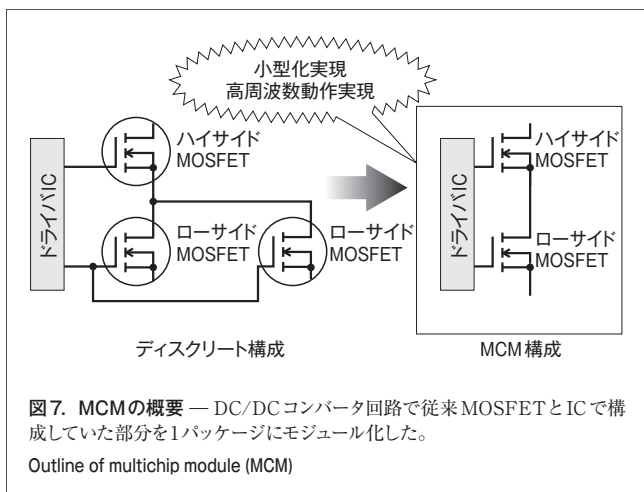 小型化実現
高周波数動作実現
ハイサイド
MOSFET
ドライバIC
ローサイド
MOSFET
ローサイド
MOSFET
ディスクリート構成
ハイサイド
MOSFET
ドライバIC
ローサイド
MOSFET
MCM構成
図7. MCMの概要 — DC/DCコンバータ回路で従来MOSFETとICで構
成していた部分を1パッケージにモジュール化した。
Outline of multichip module (MCM)